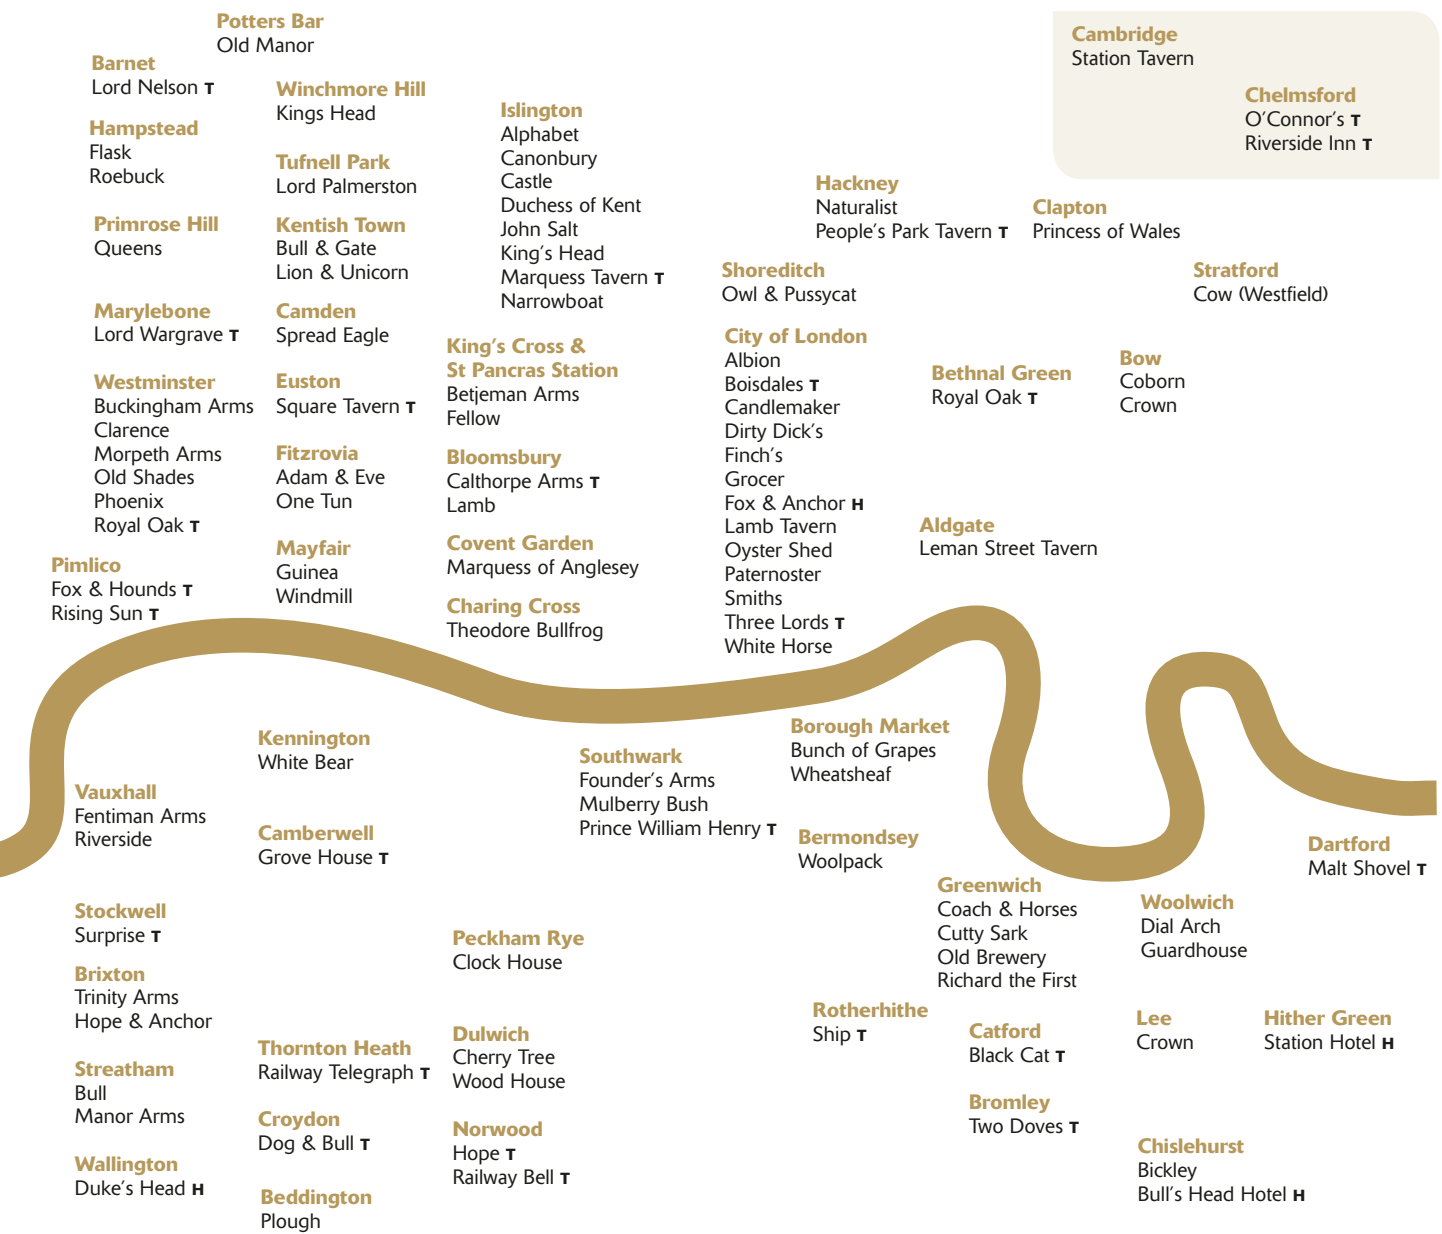 Potters Bar
Old Manor
Barnet
Lord Nelson T
Hampstead
Flask
Roebuck
Primrose Hill
Queens
Marylebone
Lord Wargrave T
Westminster
Buckingham Arms
Clarence
Morpeth Arms
Old Shades
Phoenix
Royal Oak T
Pimlico
Fox & Hounds T
Rising Sun T
Winchmore Hill
Kings Head
Tufnell Park
Lord Palmerston
Kentish Town
Bull & Gate
Lion & Unicorn
Camden
Spread Eagle
Euston
Square Tavern T
Fitzrovia
Adam & Eve
One Tun
Mayfair
Guinea
Windmill
Islington
Alphabet
Canonbury
Castle
Duchess of Kent
John Salt
King's Head
Marquess Tavern T
Narrowboat
King's Cross &
St Pancras Station
Betjeman Arms
Fellow
Bloomsbury
Calthorpe Arms T
Lamb
Covent Garden
Marquess of Anglesey
Charing Cross
Theodore Bullfrog
Hackney
Naturalist
People's Park Tavern T
Shoreditch
Owl & Pussycat
City of London
Albion
Boisdales T
Candlemaker
Dirty Dick's
Finch's
Grocer
Fox & Anchor H
Lamb Tavern
Oyster Shed
Paternoster
Smiths
Three Lords T
White Horse
Cambridge
Station Tavern
Chelmsford
O'Connor's T
Riverside Inn T
Clapton
Princess of Wales
Stratford
Cow (Westfield)
Bethnal Green
Royal Oak T
Bow
Coborn
Crown
Aldgate
Leman Street Tavern
Vauxhall
Fentiman Arms
Riverside
Stockwell
Surprise T
Brixton
Trinity Arms
Hope & Anchor
Streatham
Bull
Manor Arms
Wallington
Duke's Head H
Kennington
White Bear
Camberwell
Grove House T
Thornton Heath
Railway Telegraph T
Croydon
Dog & Bull T
Beddington
Plough
Peckham Rye
Clock House
Dulwich
Cherry Tree
Wood House
Norwood
Hope T
Railway Bell T
Southwark
Founder's Arms
Mulberry Bush
Prince William Henry T
Borough Market
Bunch of Grapes
Wheatsheaf
Bermondsey
Woolpack
Greenwich
Coach & Horses
Cutty Sark
Old Brewery
Richard the First
Rotherhithe
Ship T
Catford
Black Cat T
Bromley
Two Doves T
Woolwich
Dial Arch
Guardhouse
Lee
Crown
Chislehurst
Bickley
Bull's Head Hotel H
Dartford
Malt Shovel T
Hither Green
Station Hotel H